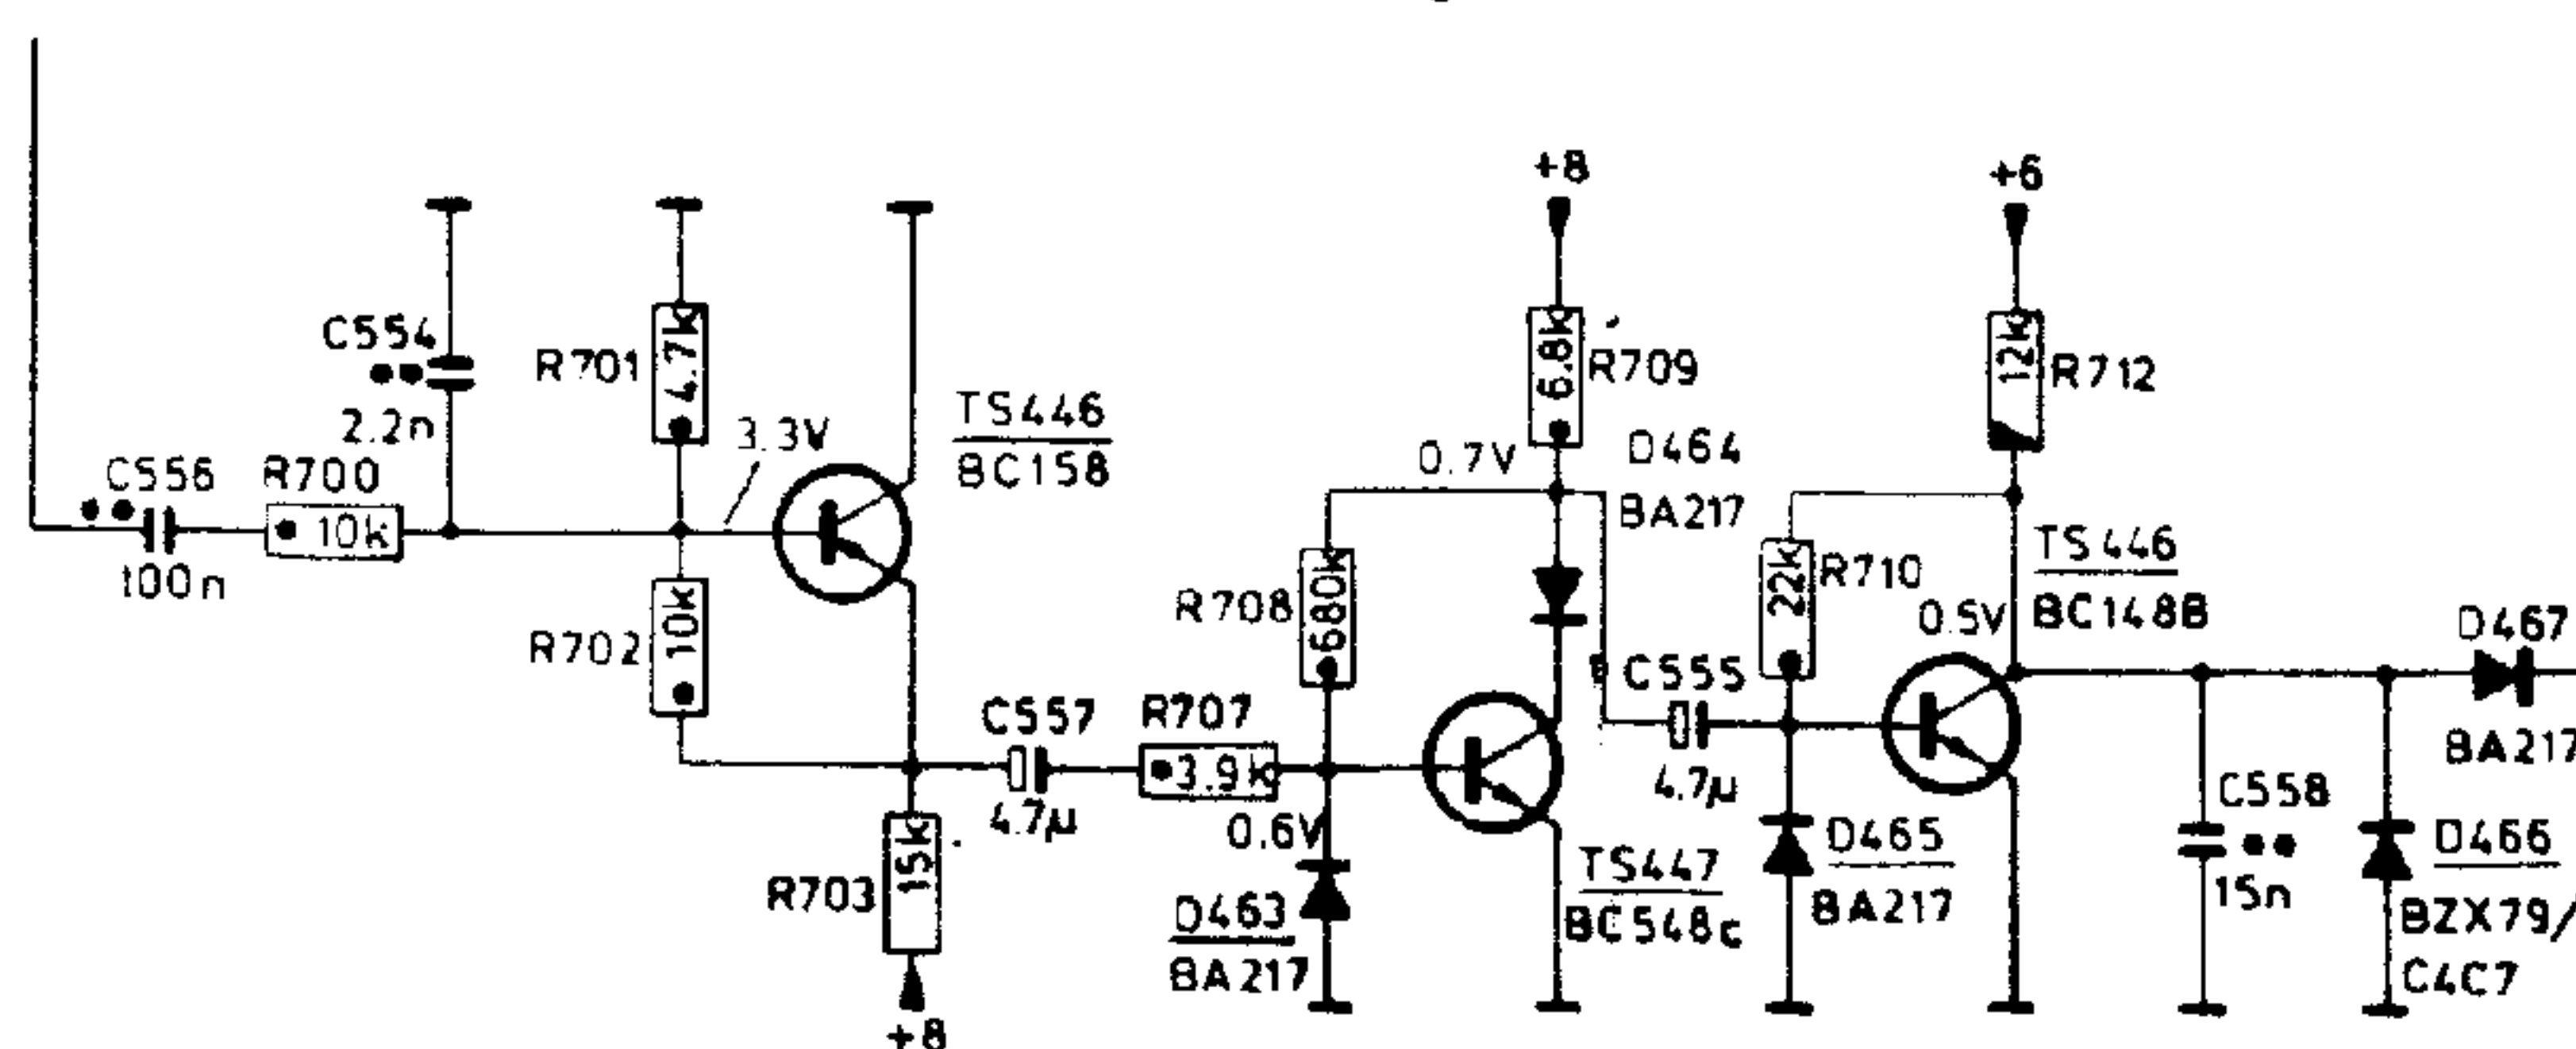 C554
2.2n
R701
4.7k
3.3V
TS446
BC158
C556
100n
R700
10k
R702
10k
C557
4.7µ
R703
15k
+8
R707
3.9k
0.6V
R708
680k
D463
BA217
+8
6.8k
R709
0.7V
D464
BA217
TS447
BC548c
C555
4.7µ
R710
22k
D465
BA217
+6
12k
R712
0.5V
TS446
BC148B
C558
15n
D467
BA217
D466
BZX79/
C4C7